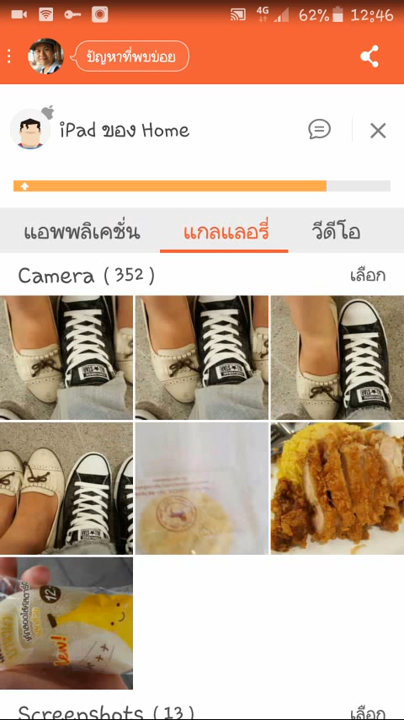 4G 62% 12:46
ปัญหาที่พบบ่อย
iPad ของ Home
แอพพลิเคชั่น แกลแลอรี่ วีดีโอ
Camera ( 352 ) เลือก
12
Screenshots ( 13 ) เลือก